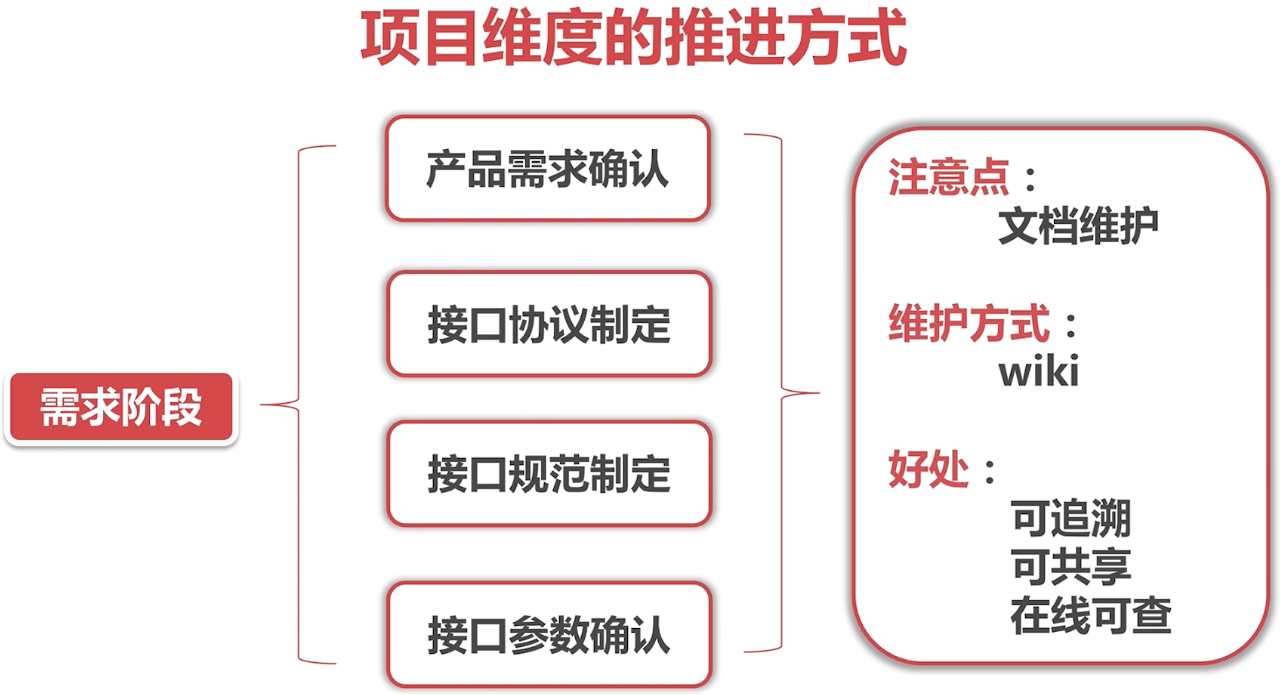 项目维度的推进方式
需求阶段
产品需求确认
接口协议制定
接口规范制定
接口参数确认
注意点：
文档维护
维护方式：
wiki
好处：
可追溯
可共享
在线可查